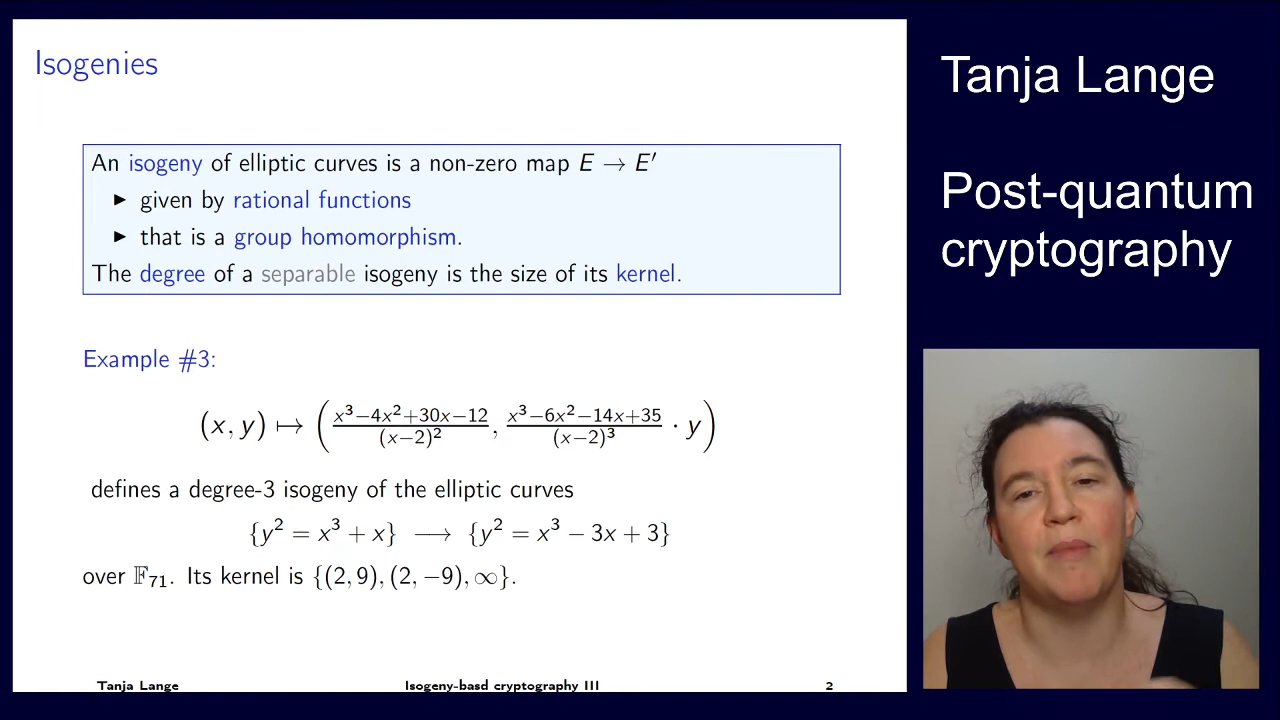 Isogenies
An isogeny of elliptic curves is a non-zero map E → E′
▶ given by rational functions
▶ that is a group homomorphism.
The degree of a separable isogeny is the size of its kernel.
Example #3:
(x, y) ↦ ( (x³−4x²+30x−12)/(x−2)², (x³−6x²−14x+35)/(x−2)³ · y )
defines a degree-3 isogeny of the elliptic curves
{y² = x³ + x} ⟶ {y² = x³ − 3x + 3}
over 𝔽₇₁. Its kernel is {(2, 9), (2, −9), ∞}.
Tanja Lange Isogeny-basd cryptography III 2
Tanja Lange
Post-quantum
cryptography